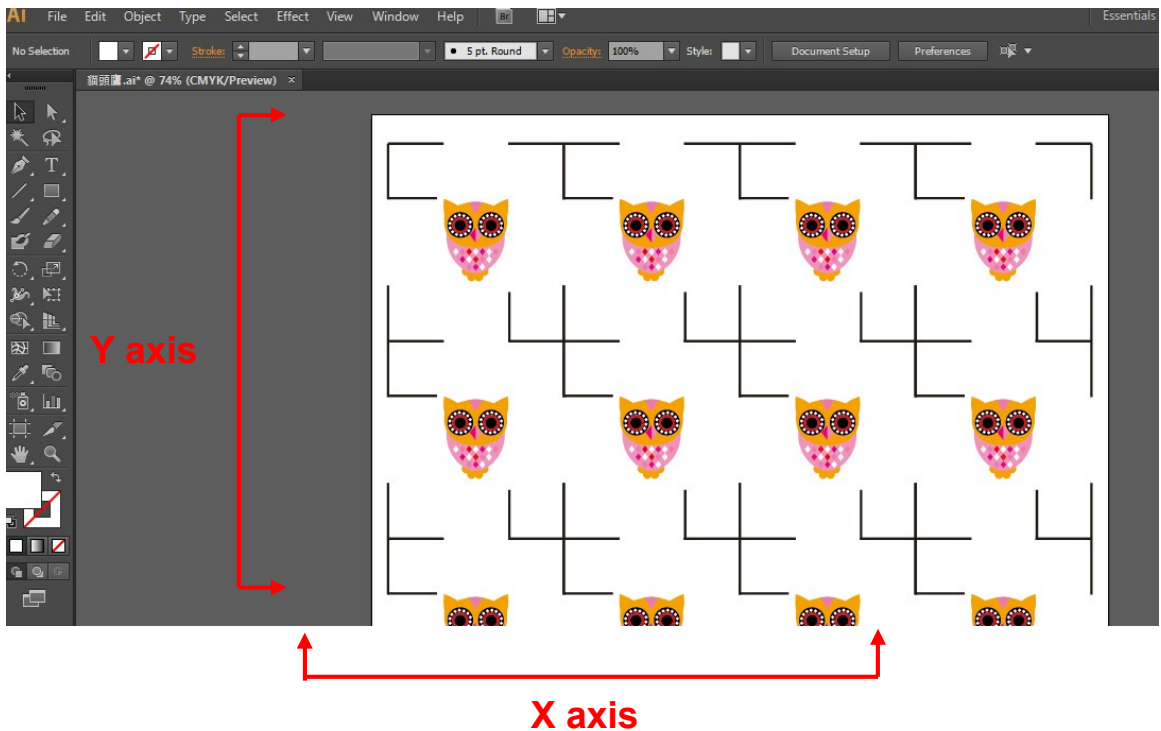 Ai File Edit Object Type Select Effect View Window Help Br Essentials
No Selection Stroke: 5 pt. Round Opacity: 100% Style: Document Setup Preferences
貓頭鷹.ai* @ 74% (CMYK/Preview) ×
Y axis
X axis